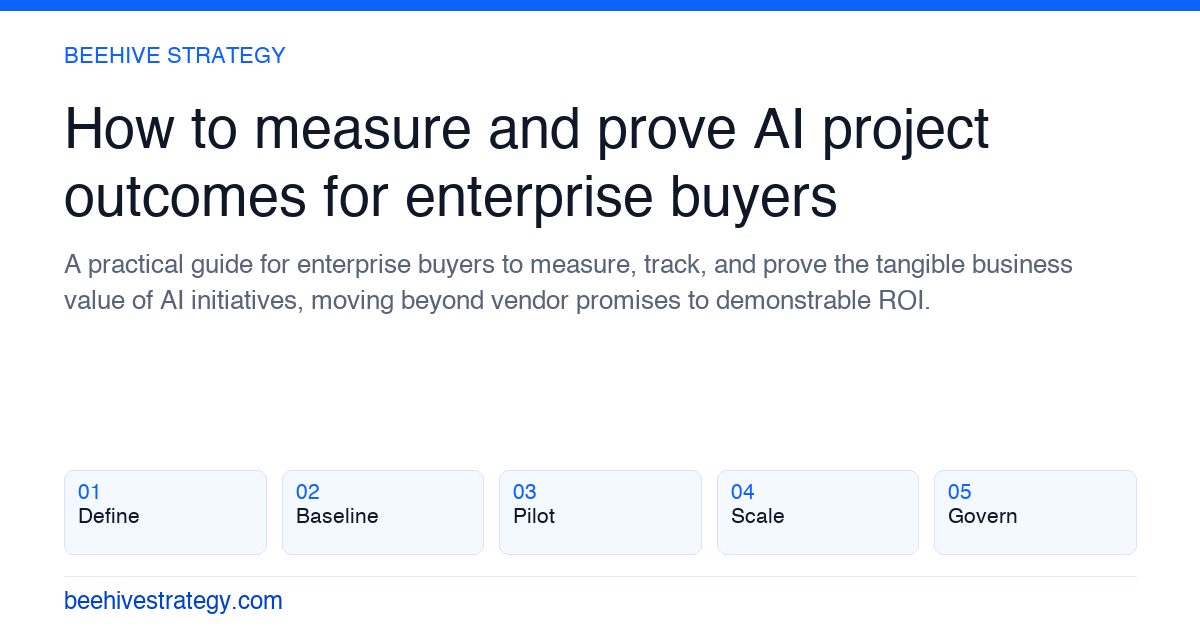 BEEHIVE STRATEGY
How to measure and prove AI project
outcomes for enterprise buyers
A practical guide for enterprise buyers to measure, track, and prove the tangible business
value of AI initiatives, moving beyond vendor promises to demonstrable ROI.
01
Define
02
Baseline
03
Pilot
04
Scale
05
Govern
beehivestrategy.com